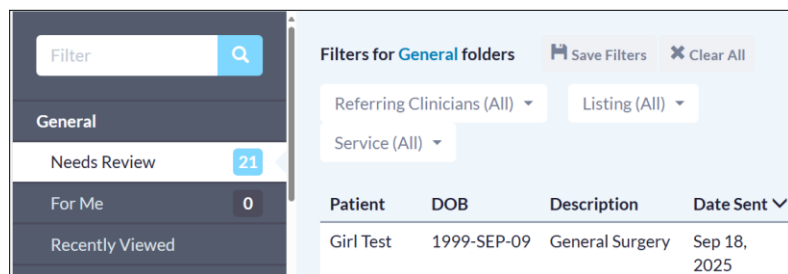 Filter
General
Needs Review 21
For Me 0
Recently Viewed
Filters for General folders Save Filters Clear All
Referring Clinicians (All) Listing (All)
Service (All)
Patient DOB Description Date Sent
Girl Test 1999-SEP-09 General Surgery Sep 18,
2025